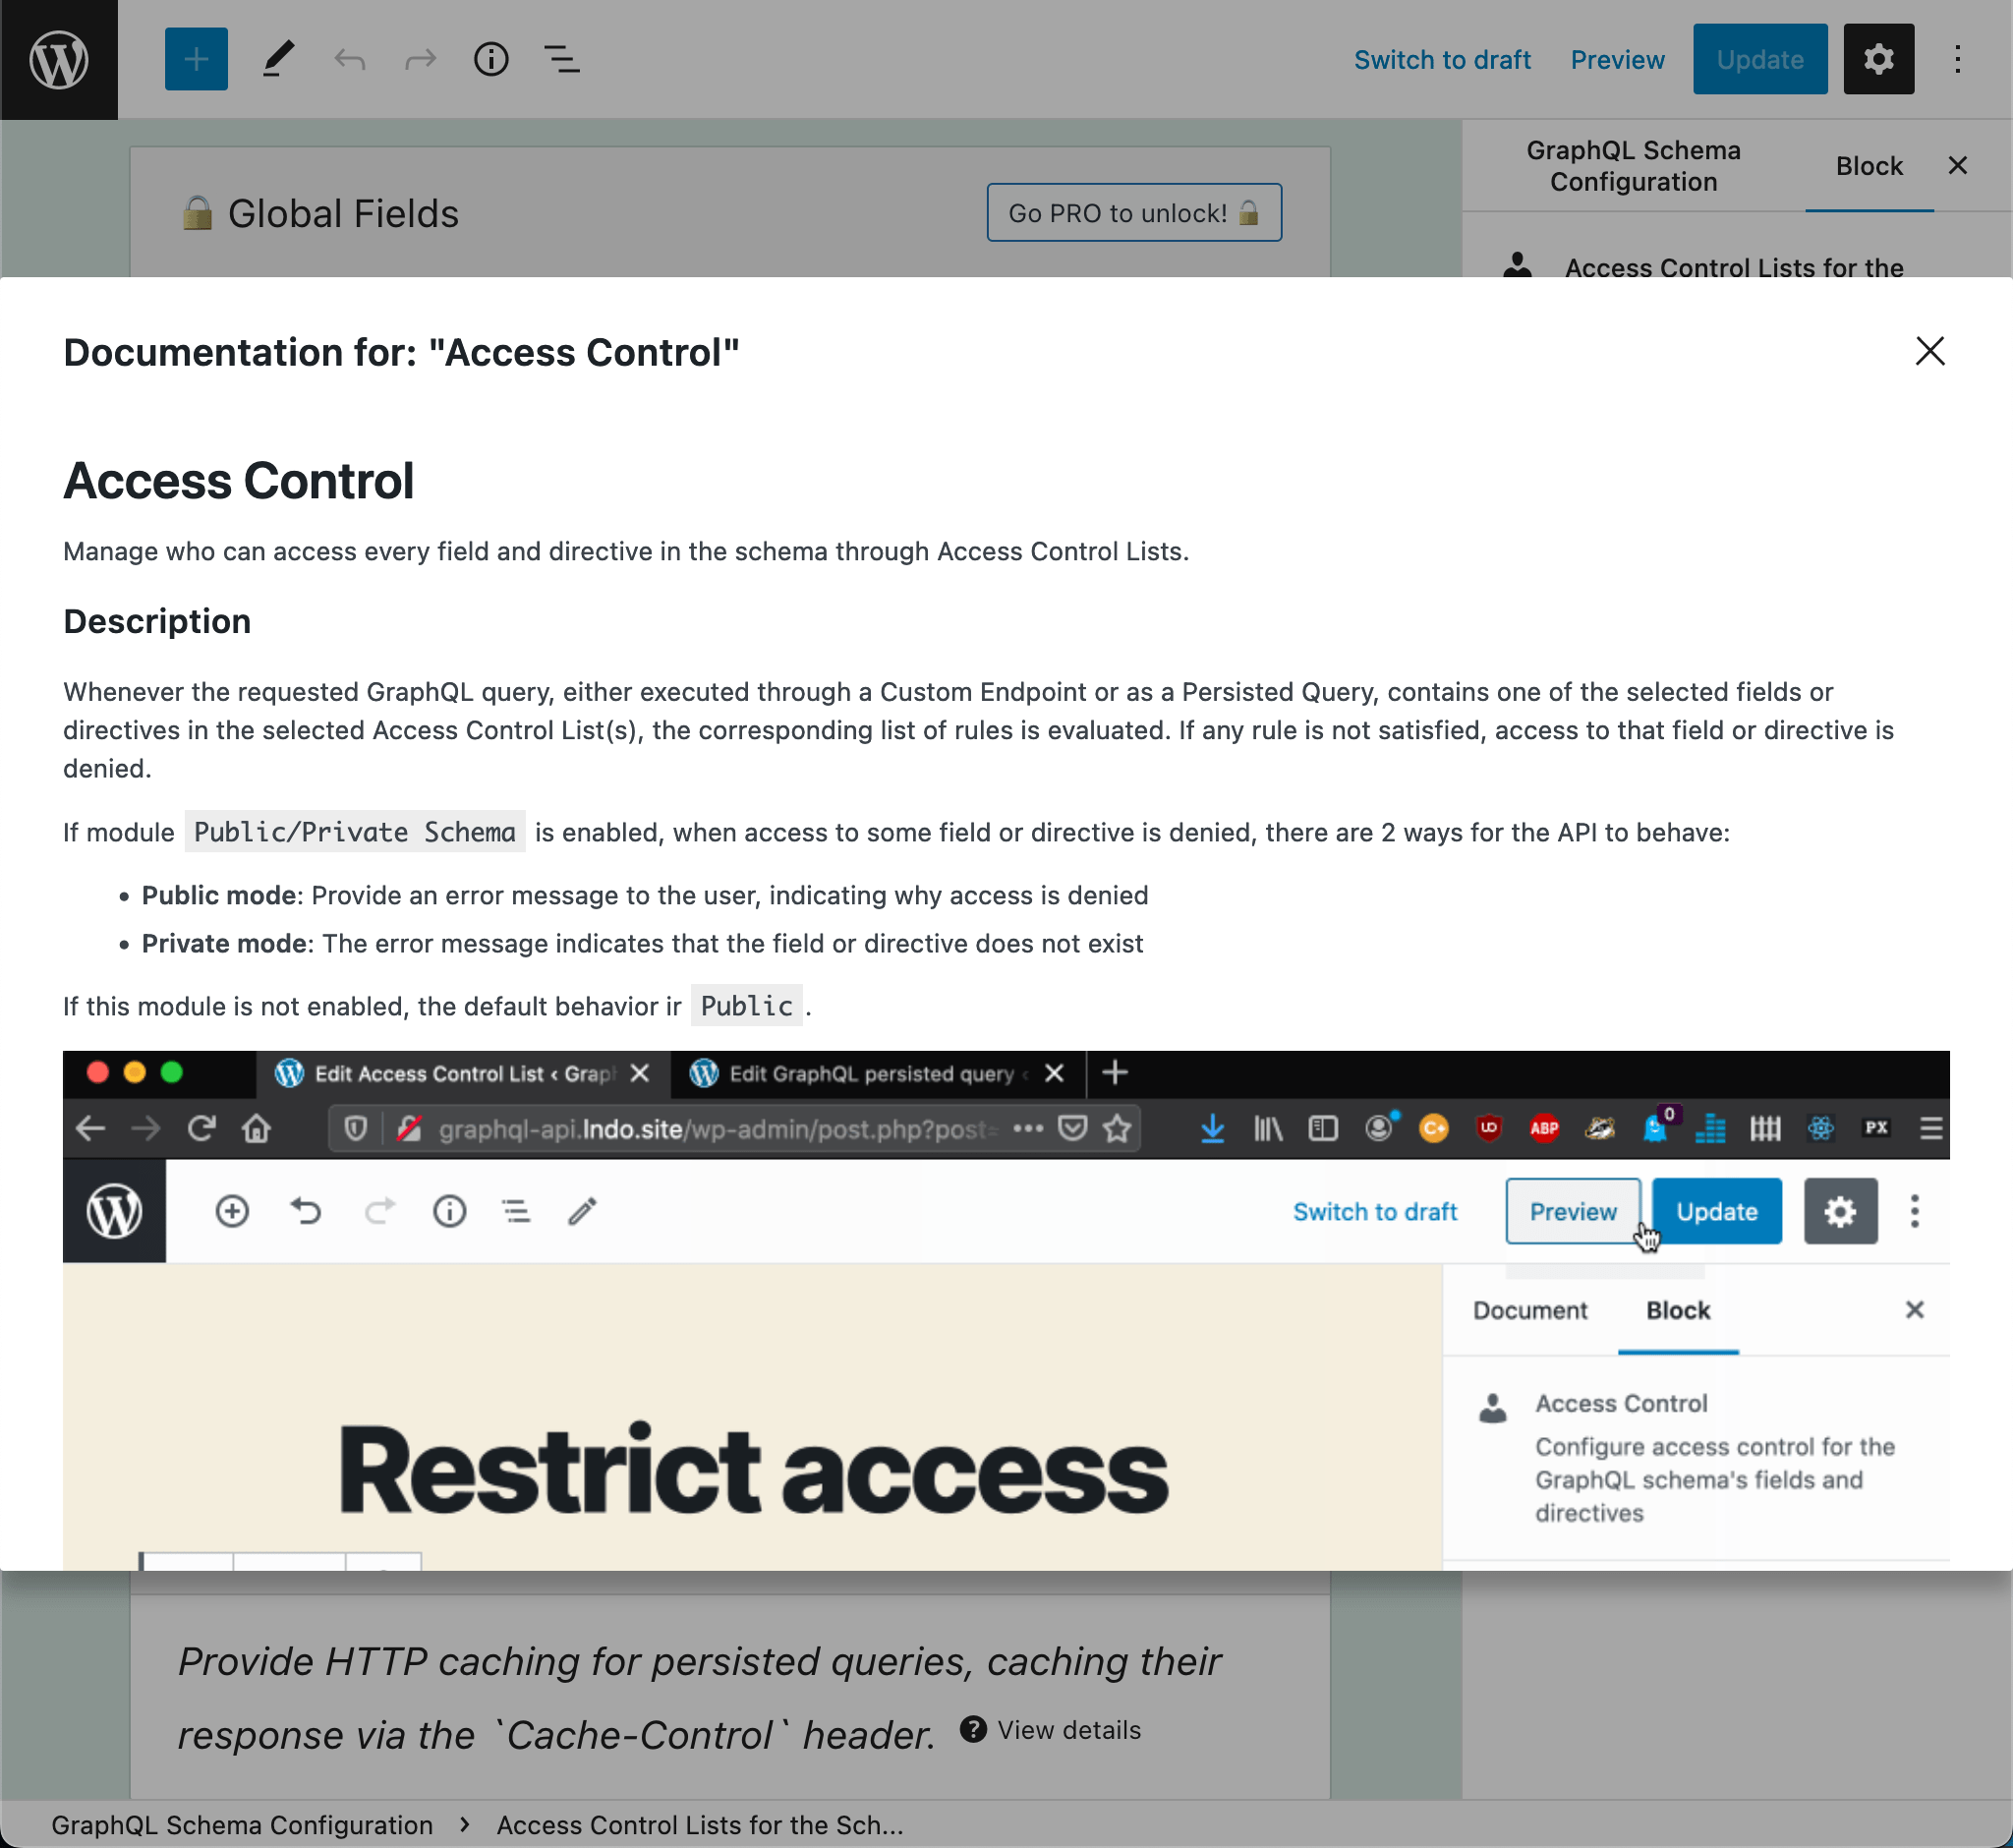 Switch to draft
Preview
Update
GraphQL Schema
Configuration
Block
Global Fields
Go PRO to unlock!
Access Control Lists for the
Documentation for: "Access Control"
Access Control
Manage who can access every field and directive in the schema through Access Control Lists.
Description
Whenever the requested GraphQL query, either executed through a Custom Endpoint or as a Persisted Query, contains one of the selected fields or
directives in the selected Access Control List(s), the corresponding list of rules is evaluated. If any rule is not satisfied, access to that field or directive is
denied.
If module Public/Private Schema is enabled, when access to some field or directive is denied, there are 2 ways for the API to behave:
• Public mode: Provide an error message to the user, indicating why access is denied
• Private mode: The error message indicates that the field or directive does not exist
If this module is not enabled, the default behavior ir Public .
Edit Access Control List ‹ Grap
Edit GraphQL persisted query ‹
graphql-api.lndo.site/wp-admin/post.php?post=
UD
ABP
0
PX
Switch to draft
Preview
Update
Document
Block
Restrict access
Access Control
Configure access control for the
GraphQL schema's fields and
directives
Provide HTTP caching for persisted queries, caching their
response via the `Cache-Control` header.
View details
GraphQL Schema Configuration › Access Control Lists for the Sch...